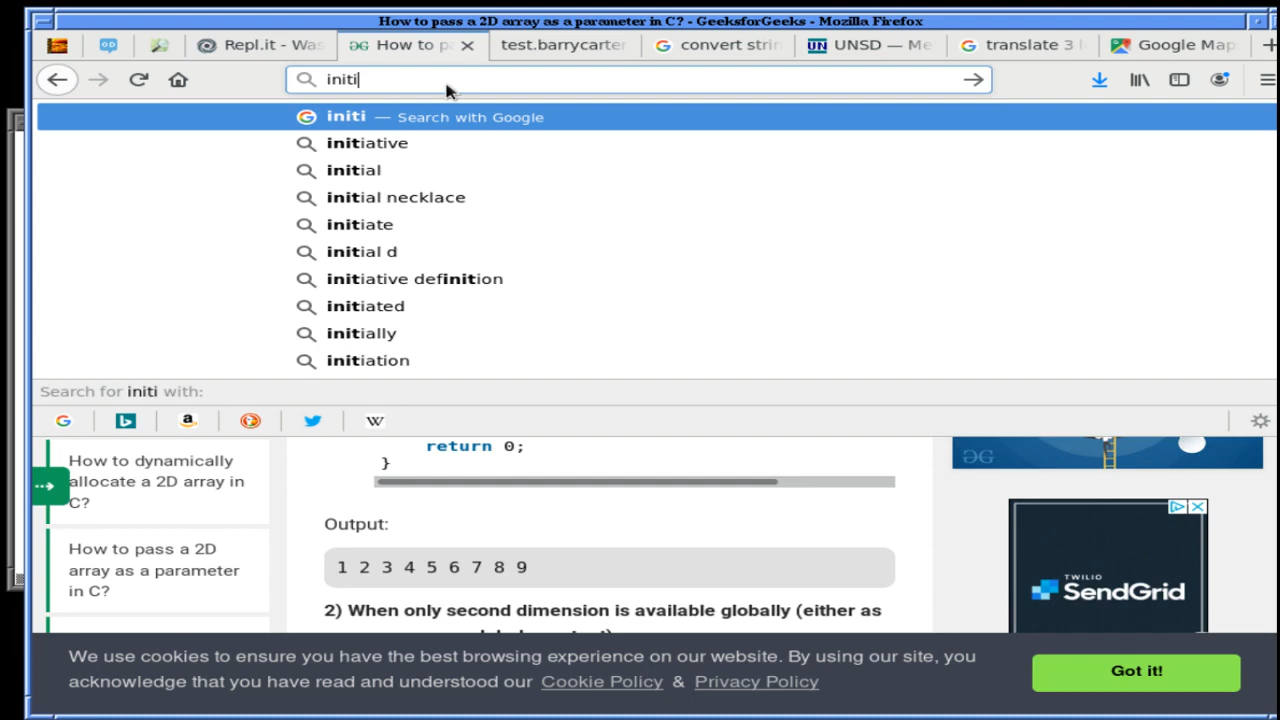 How to pass a 2D array as a parameter in C? - GeeksforGeeks - Mozilla Firefox
Repl.it - Was
How to pa
test.barrycarter
convert strin
UNSD — Me
translate 3 l
Google Map
initi
initi — Search with Google
initiative
initial
initial necklace
initiate
initial d
initiative definition
initiated
initially
initiation
Search for initi with:
How to dynamically
allocate a 2D array in
C?
How to pass a 2D
array as a parameter
in C?
return 0;
}
Output:
1 2 3 4 5 6 7 8 9
2) When only second dimension is available globally (either as
TWILIO
SendGrid
We use cookies to ensure you have the best browsing experience on our website. By using our site, you
acknowledge that you have read and understood our Cookie Policy & Privacy Policy
Got it!